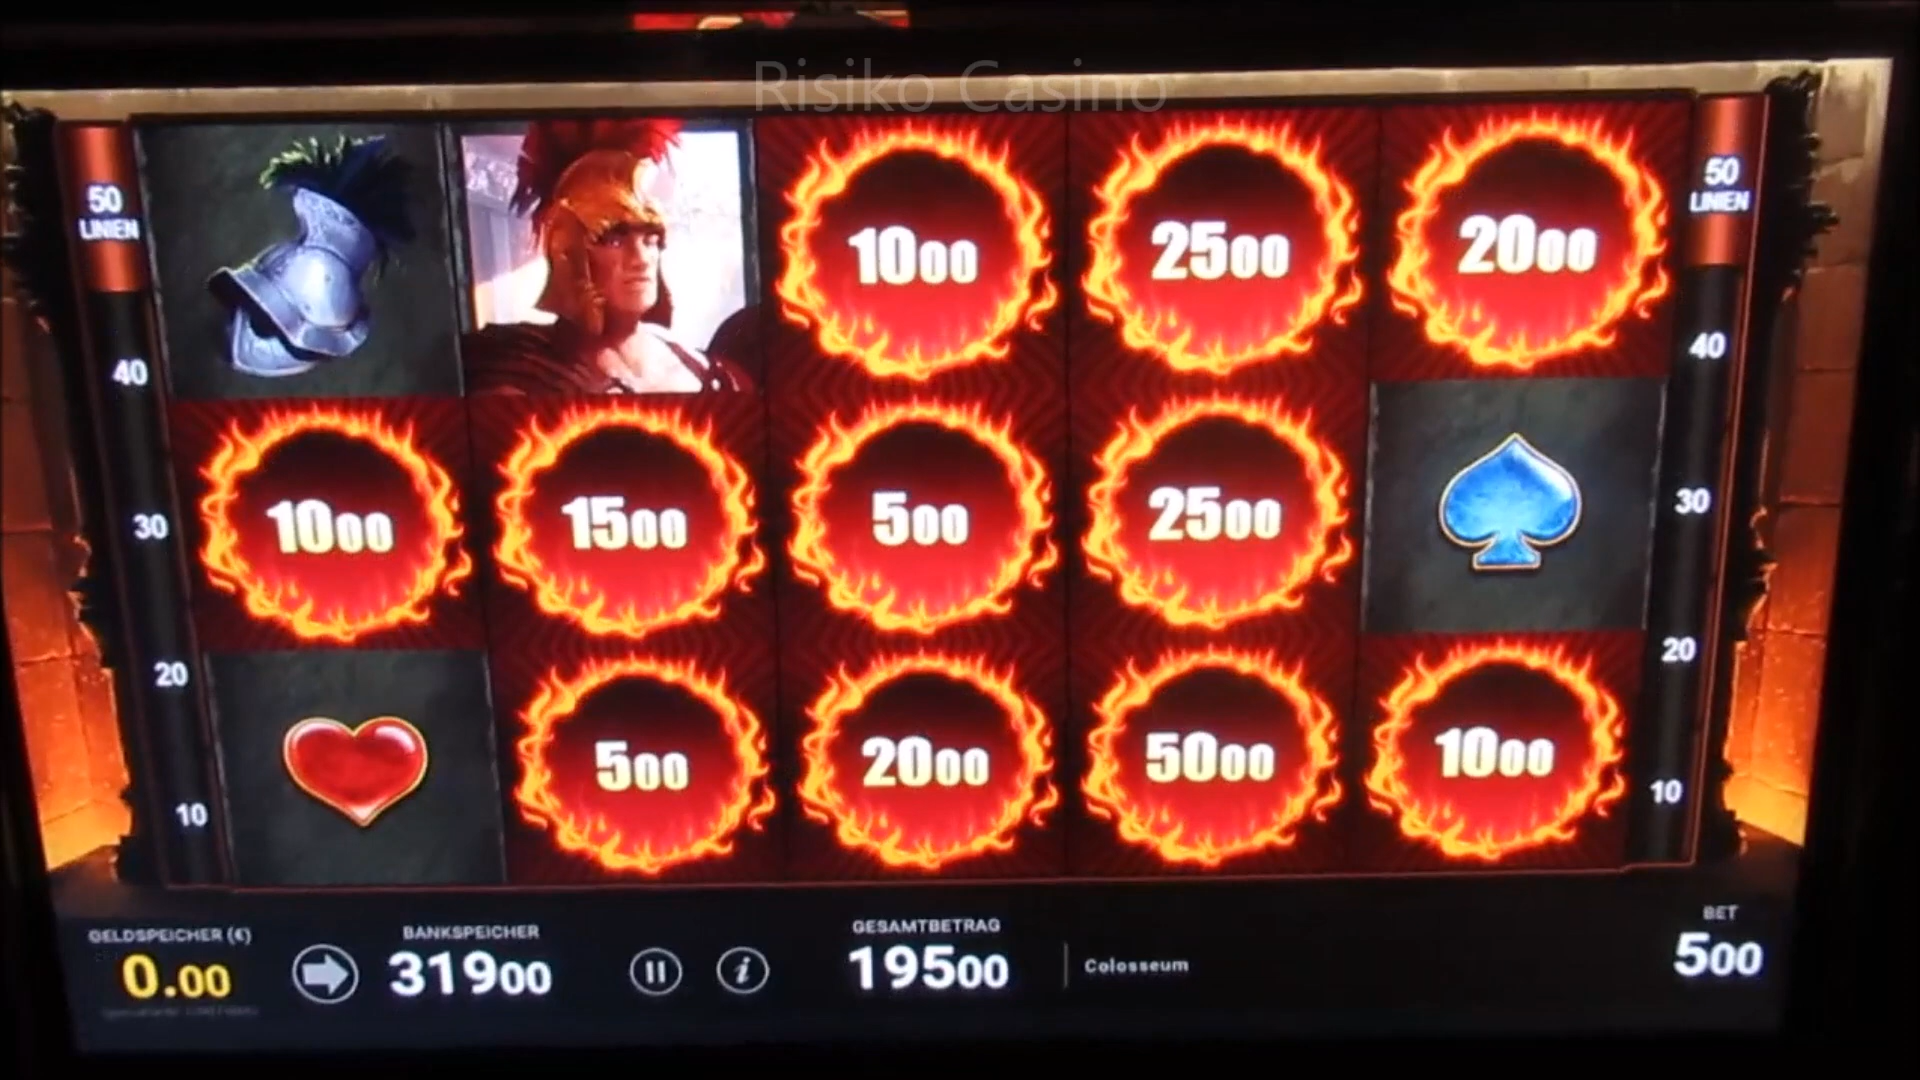 Risiko Casino
50 LINIEN
50 LINIEN
1000
2500
2000
40
40
1000
1500
500
2500
30
30
20
20
500
2000
5000
1000
10
10
GELDSPEICHER (€)
0.00
BANKSPEICHER
31900
GESAMTBETRAG
19500
Colosseum
BET
500